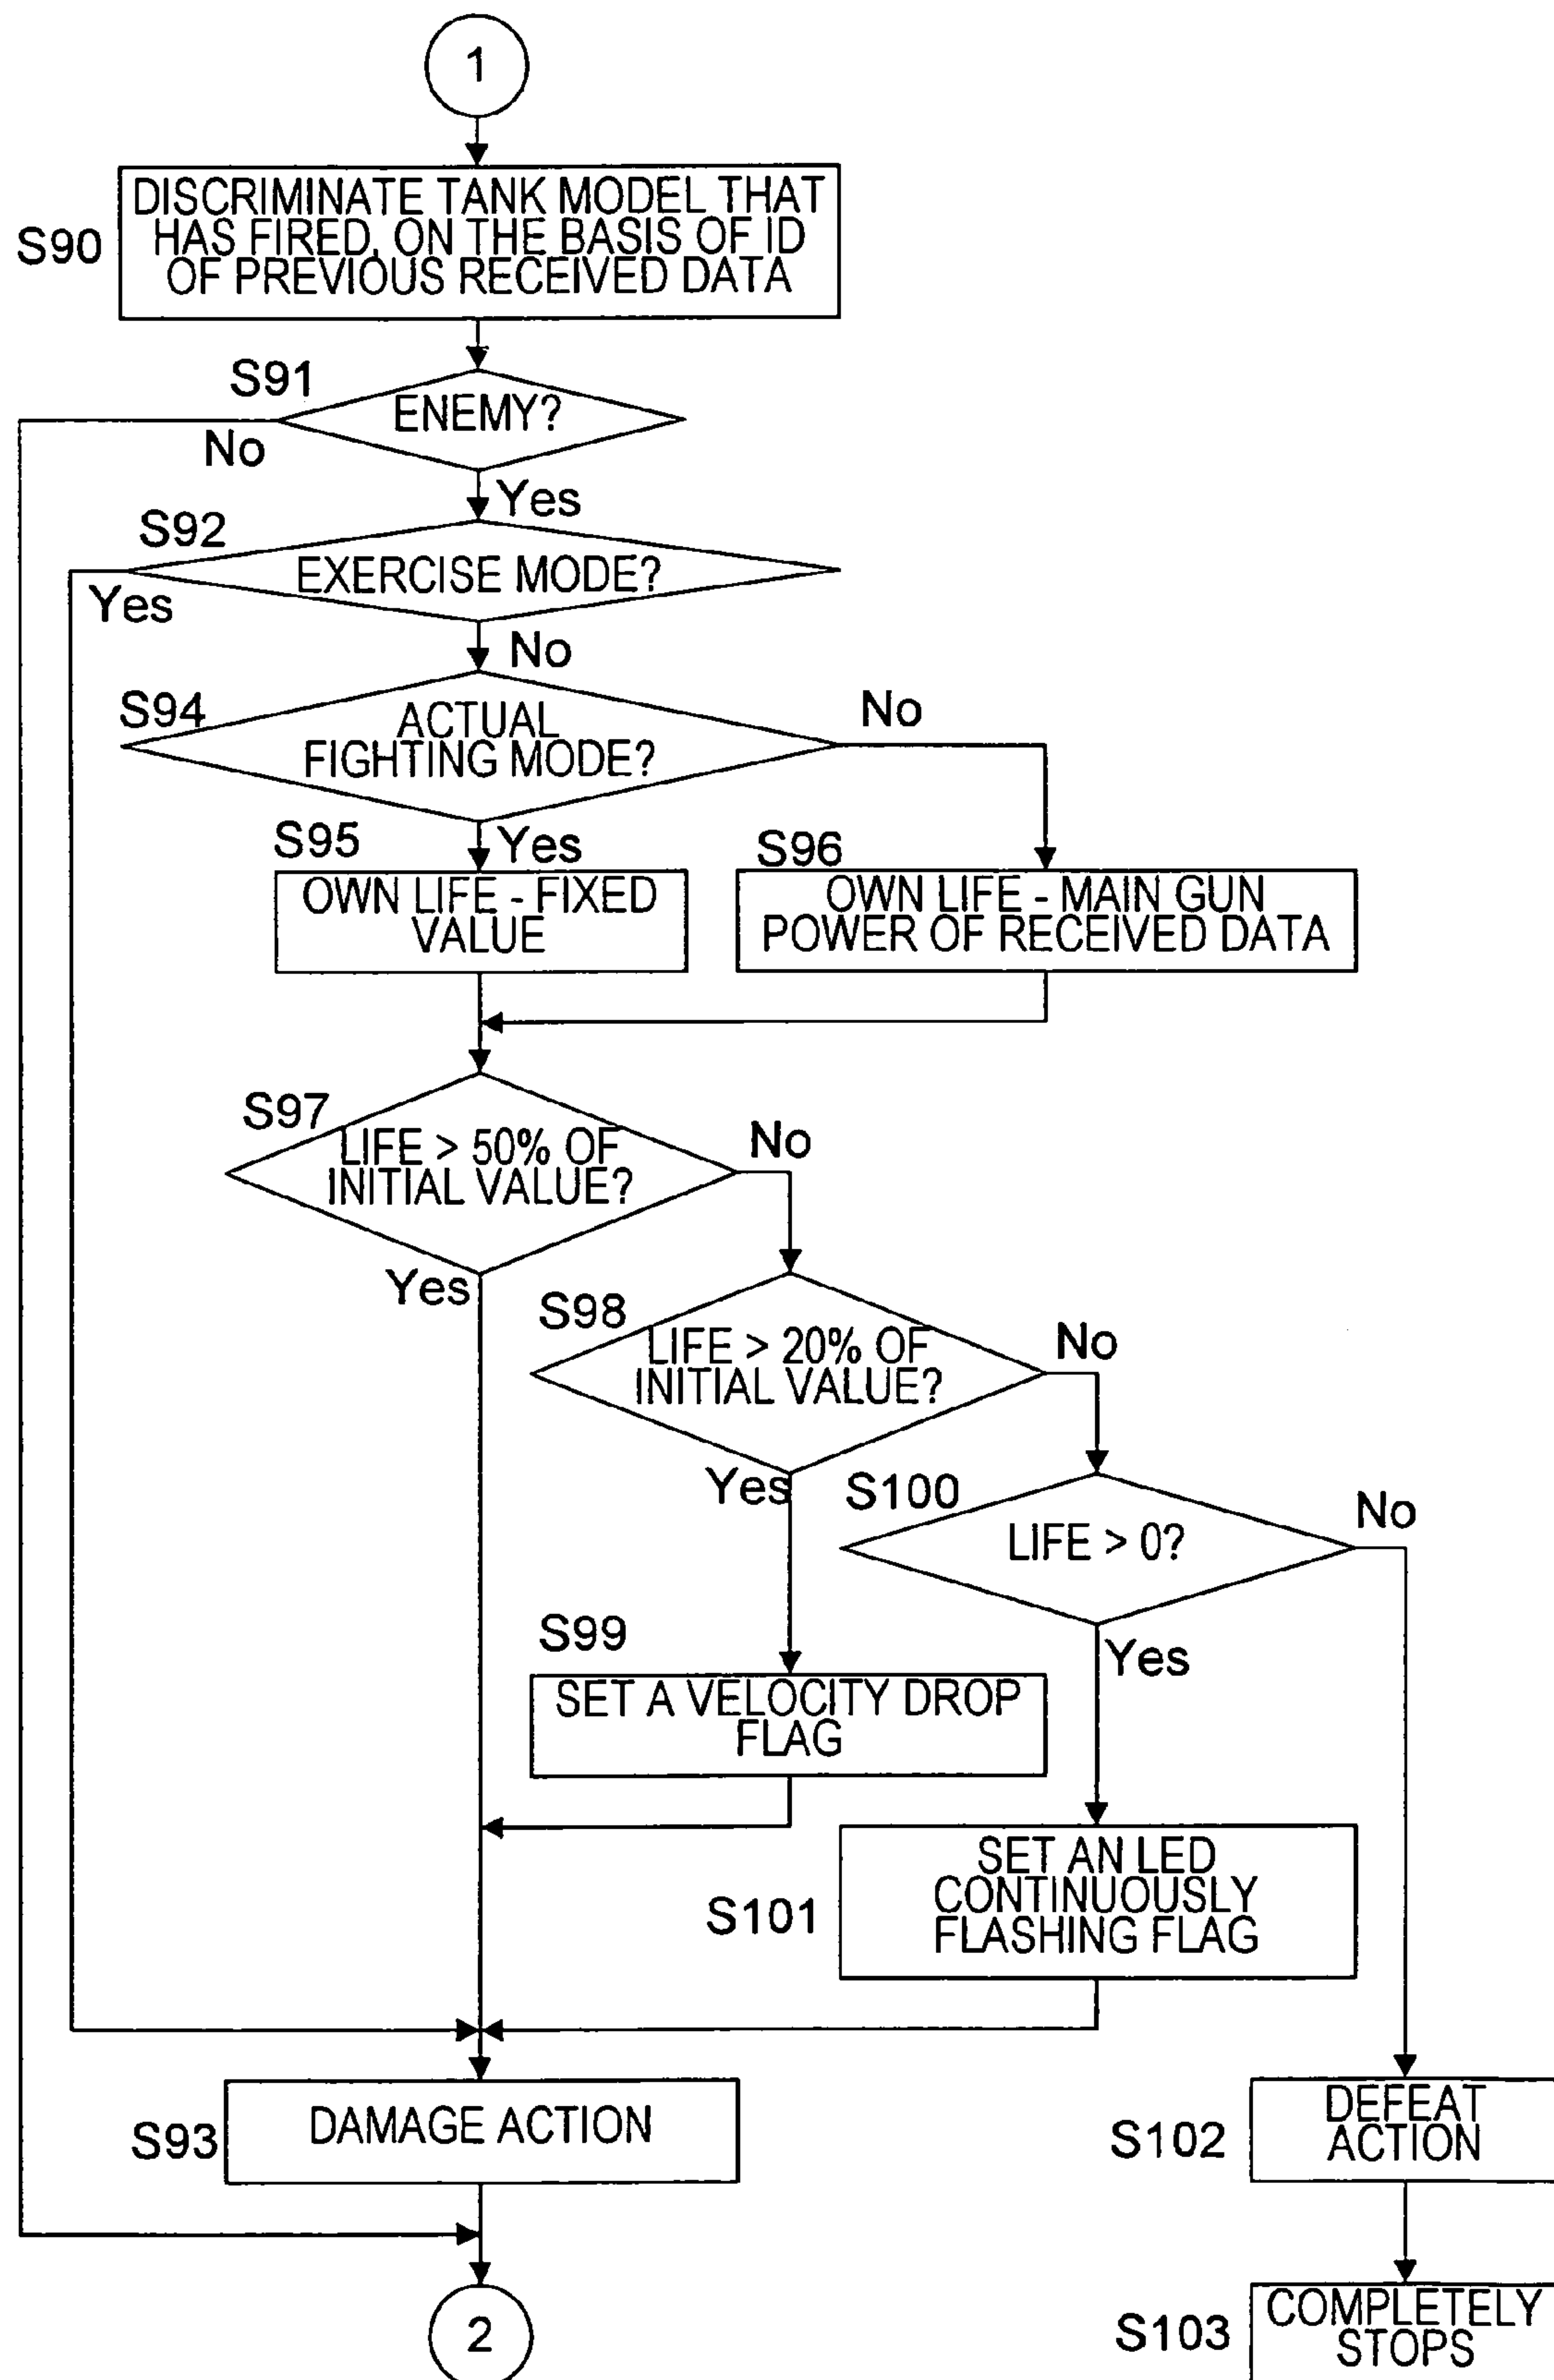 1
DISCRIMINATE TANK MODEL THAT
HAS FIRED, ON THE BASIS OF ID
OF PREVIOUS RECEIVED DATA
S90
S91
ENEMY?
No
Yes
S92
EXERCISE MODE?
Yes
No
S94
ACTUAL
FIGHTING MODE?
No
Yes
S95
OWN LIFE - FIXED
VALUE
S96
OWN LIFE - MAIN GUN
POWER OF RECEIVED DATA
S97
LIFE > 50% OF
INITIAL VALUE?
No
Yes
S98
LIFE > 20% OF
INITIAL VALUE?
No
Yes
S100
LIFE > 0?
No
Yes
S99
SET A VELOCITY DROP
FLAG
S101
SET AN LED
CONTINUOUSLY
FLASHING FLAG
S93
DAMAGE ACTION
S102
DEFEAT
ACTION
2
S103
COMPLETELY
STOPS